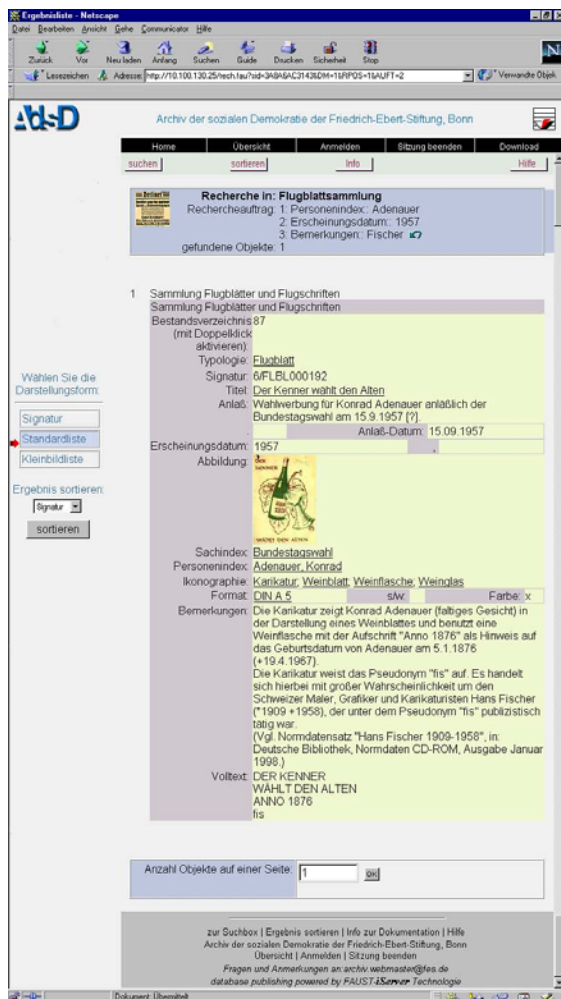 Ergebnisliste - Netscape
Datei Bearbeiten Ansicht Gehe Communicator Hilfe
Zurück Vor Neu laden Anfang Suchen Guide Drucken Sicherheit Stop
Lesezeichen Adresse: Verwandte Objek
AdsD
Archiv der sozialen Demokratie der Friedrich-Ebert-Stiftung, Bonn
Home Übersicht Anmelden Sitzung beenden Download
suchen sortieren Info Hilfe
Recherche in: Flugblattsammlung
Rechercheauftrag: 1: Personenindex:: Adenauer
2: Erscheinungsdatum:: 1957
3: Bemerkungen:: Fischer
gefundene Objekte: 1
1 Sammlung Flugblätter und Flugschriften
Sammlung Flugblätter und Flugschriften
Bestandsverzeichnis 87
(mit Doppelklick
aktivieren):
Typologie: Flugblatt
Signatur: 6/FLBL000192
Titel: Der Kenner wählt den Alten
Anlaß: Wahlwerbung für Konrad Adenauer anläßlich der
Bundestagswahl am 15.9.1957 [?].
Anlaß-Datum: 15.09.1957
Erscheinungsdatum: 1957
Abbildung:
DER
KENNER
WÄHLT DEN ALTEN
Sachindex: Bundestagswahl
Personenindex: Adenauer, Konrad
Ikonographie: Karikatur; Weinblatt; Weinflasche; Weinglas
Format: DIN A 5 s/w: Farbe: x
Bemerkungen: Die Karikatur zeigt Konrad Adenauer (faltiges Gesicht) in
der Darstellung eines Weinblattes und benutzt eine
Weinflasche mit der Aufschrift "Anno 1876" als Hinweis auf
das Geburtsdatum von Adenauer am 5.1.1876
(+19.4.1967).
Die Karikatur weist das Pseudonym "fis" auf. Es handelt
sich hierbei mit großer Wahrscheinlichkeit um den
Schweizer Maler, Grafiker und Karikaturisten Hans Fischer
(*1909 +1958), der unter dem Pseudonym "fis" publizistisch
tätig war.
(Vgl. Normdatensatz "Hans Fischer 1909-1958", in:
Deutsche Bibliothek, Normdaten CD-ROM, Ausgabe Januar
1998.)
Volltext: DER KENNER
WÄHLT DEN ALTEN
ANNO 1876
fis
Wählen Sie die
Darstellungsform:
Signatur
Standardliste
Kleinbildliste
Ergebnis sortieren:
Signatur
sortieren
Anzahl Objekte auf einer Seite: 1 OK
zur Suchbox | Ergebnis sortieren | Info zur Dokumentation | Hilfe
Archiv der sozialen Demokratie der Friedrich-Ebert-Stiftung, Bonn
Übersicht | Anmelden | Sitzung beenden
Fragen und Anmerkungen an: archiv.webmaster@fes.de
database publishing powered by FAUST-iServer Technologie
Dokument: Übermittelt